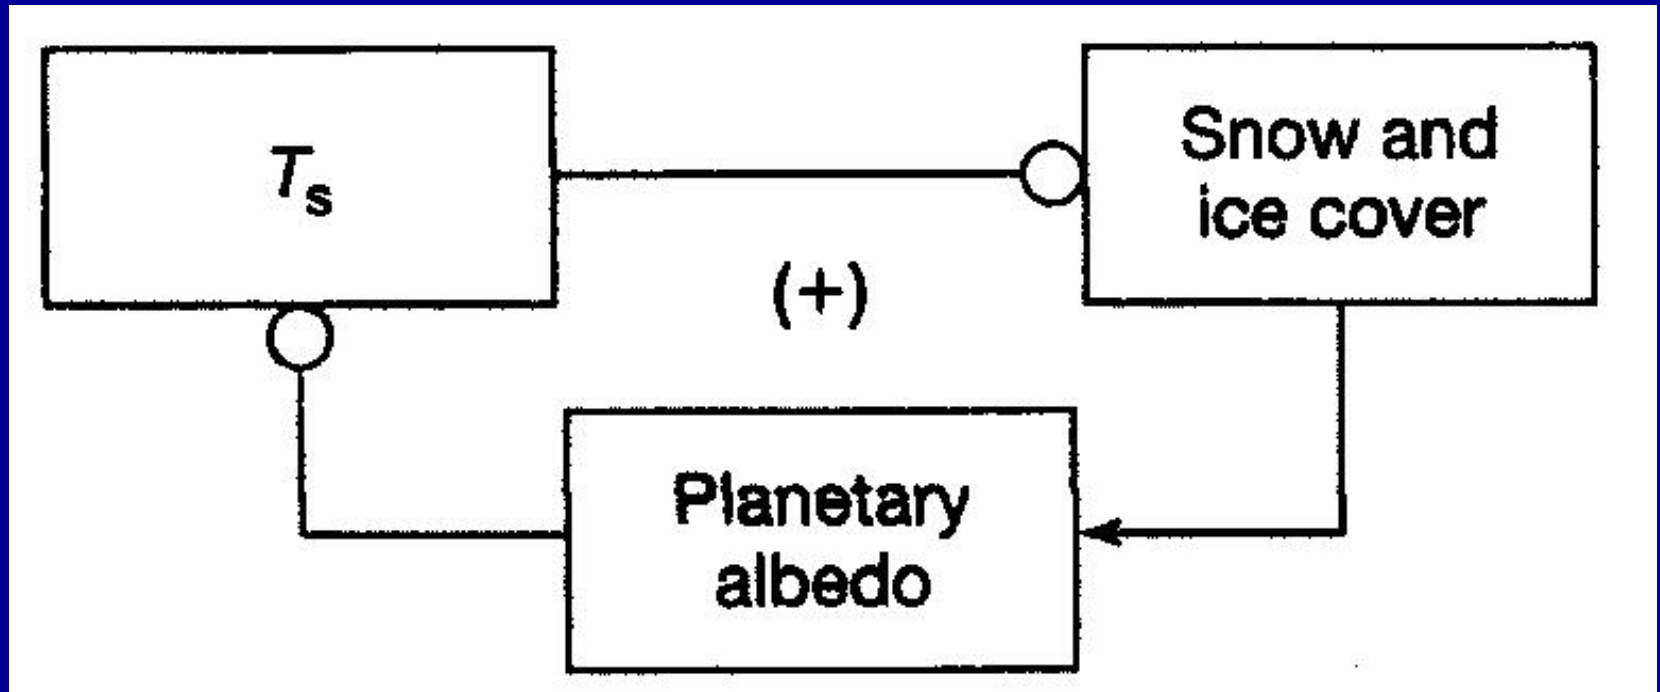 Ts
Snow and
ice cover
(+)
Planetary
albedo